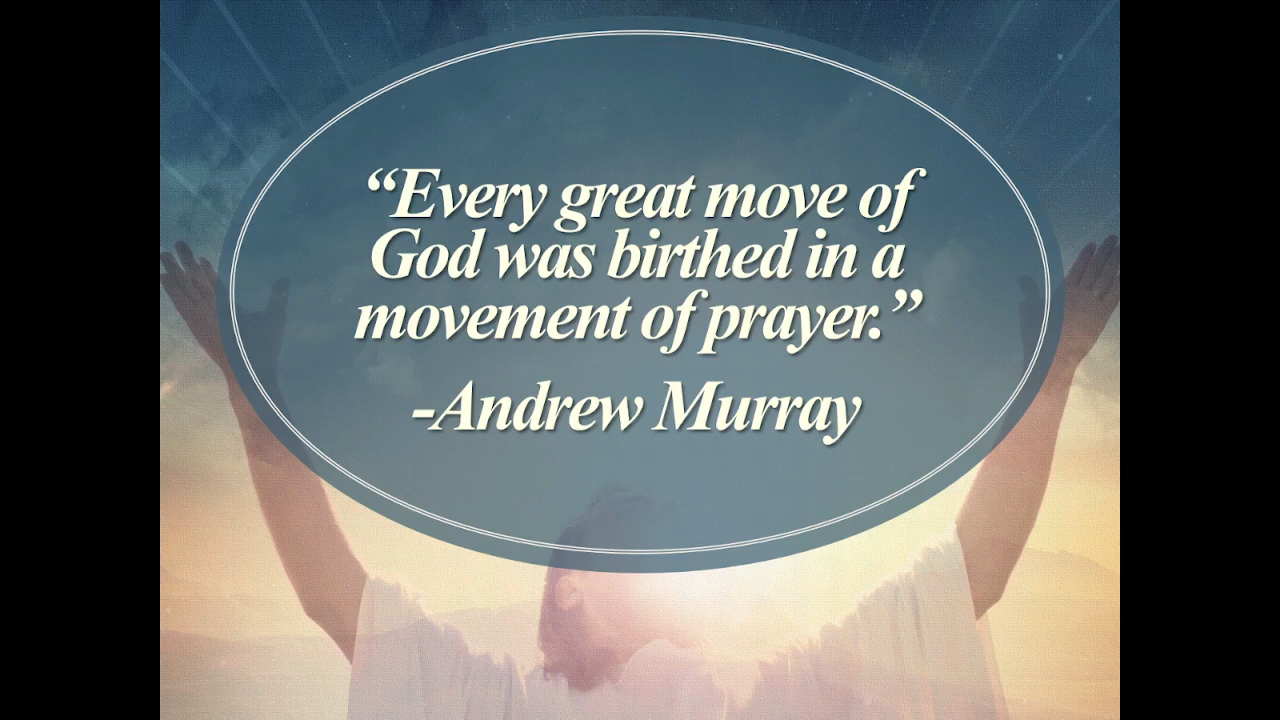 “Every great move of
God was birthed in a
movement of prayer.”
-Andrew Murray